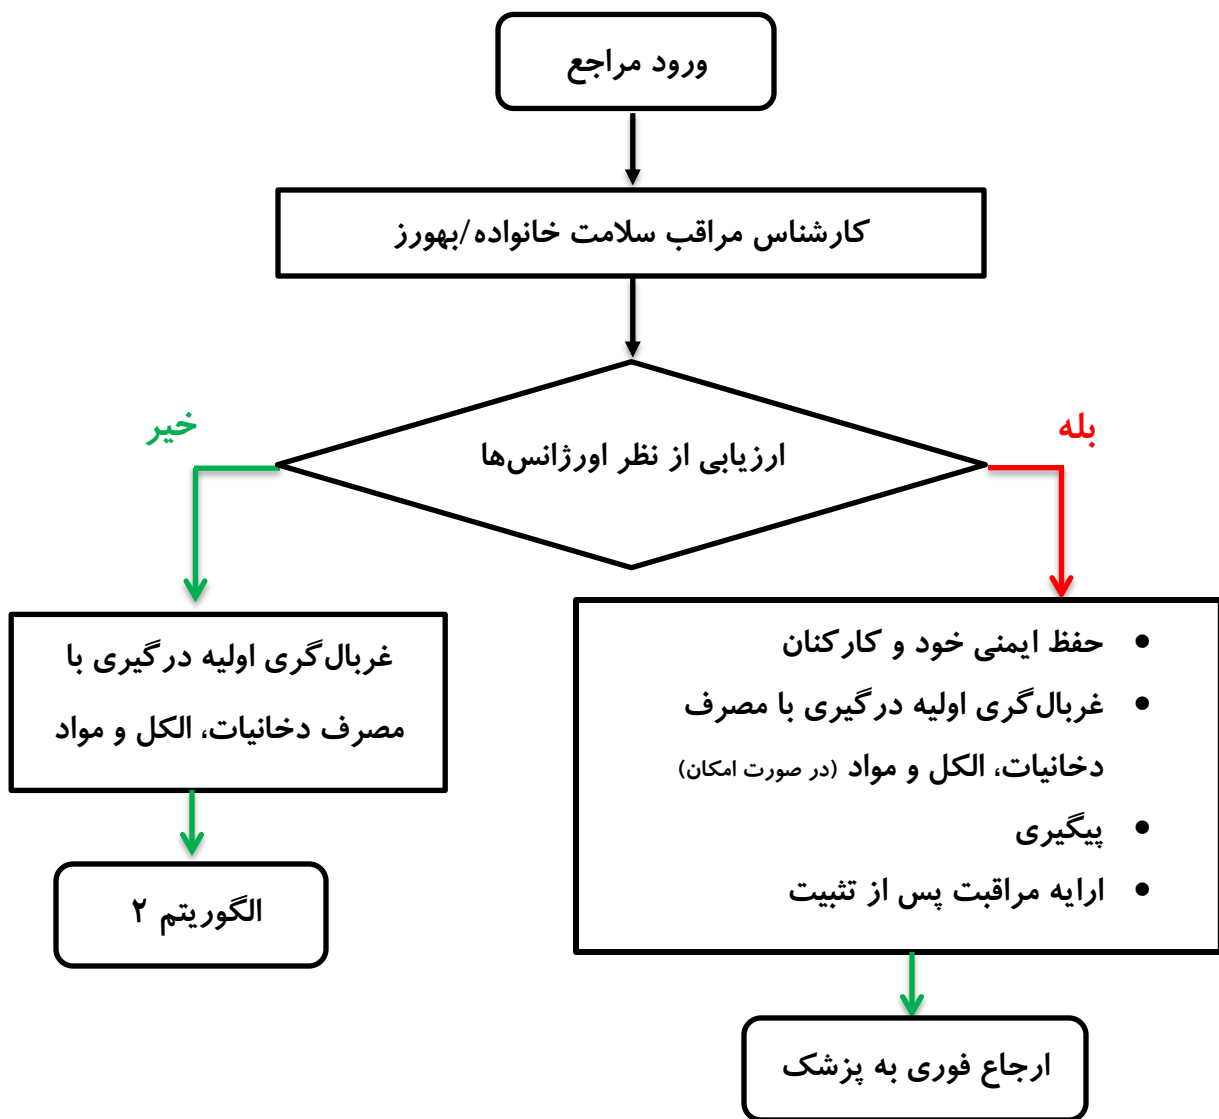 ورود مراجع
کارشناس مراقب سلامت خانواده/بهورز
ارزیابی از نظر اورژانس‌ها
بله
خیر
• حفظ ایمنی خود و کارکنان
• غربال‌گری اولیه درگیری با مصرف
دخانیات، الکل و مواد (در صورت امکان)
• پیگیری
• ارایه مراقبت پس از تثبیت
ارجاع فوری به پزشک
غربال‌گری اولیه درگیری با
مصرف دخانیات، الکل و مواد
الگوریتم ۲